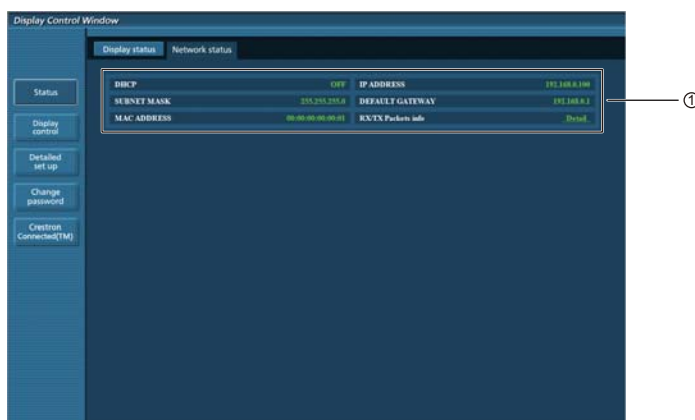 Display Control Window
Display status Network status
DHCP OFF IP ADDRESS 192.168.0.100
SUBNET MASK 255.255.255.0 DEFAULT GATEWAY 192.168.0.1
MAC ADDRESS 00:00:00:00:00:01 RX/TX Packets info Detail
①
Status
Display
control
Detailed
set up
Change
password
Crestron
Connected(TM)